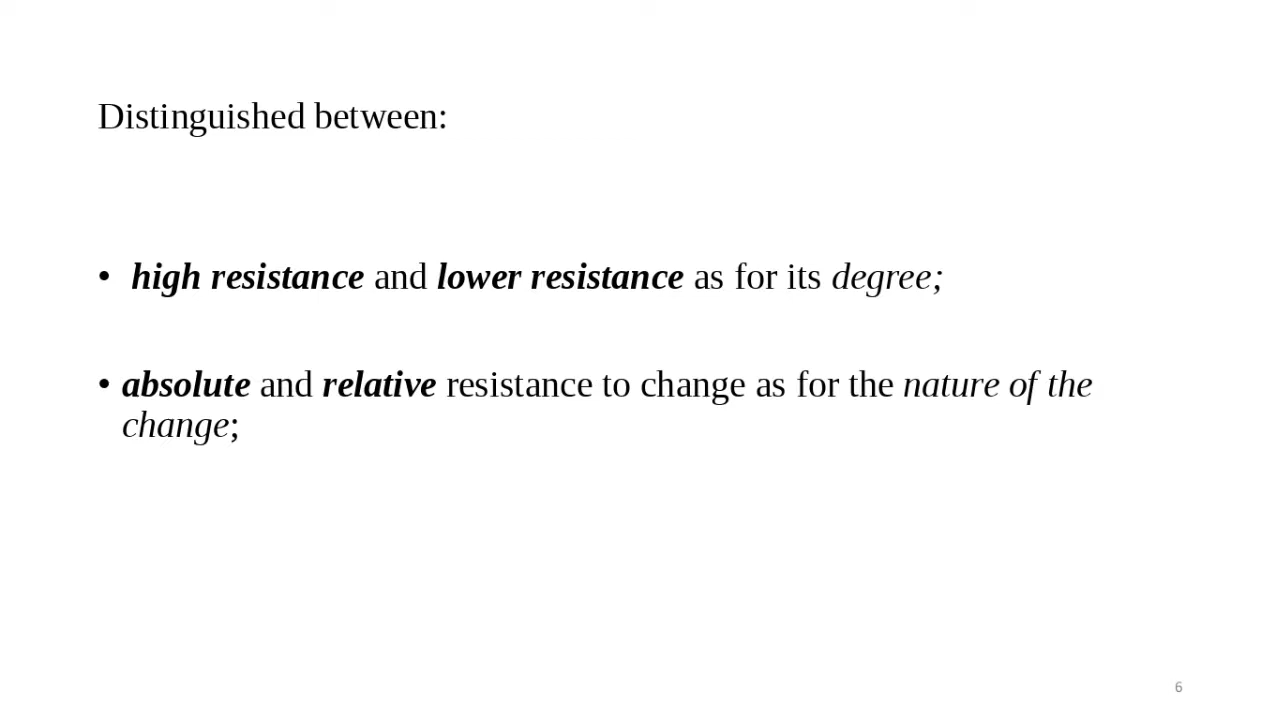 Distinguished between:
• high resistance and lower resistance as for its degree;
• absolute and relative resistance to change as for the nature of the
change;
6